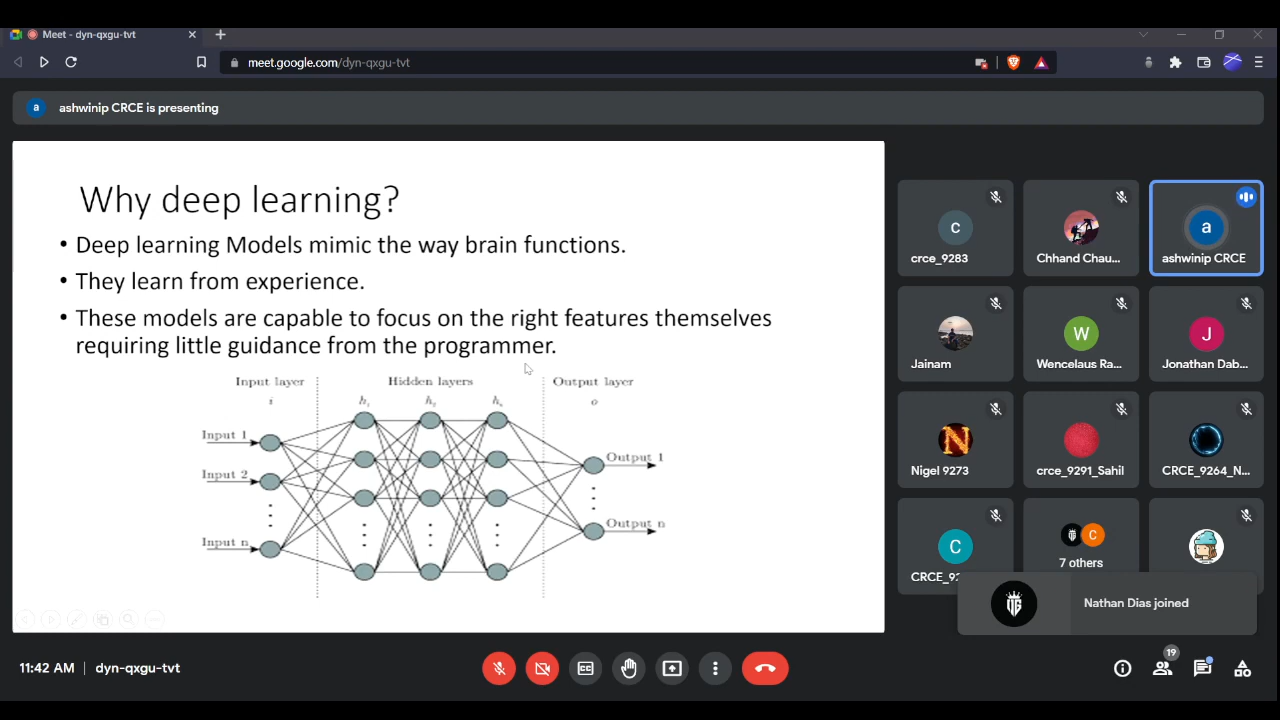 Meet - dyn-qxgu-tvt
meet.google.com/dyn-qxgu-tvt
a ashwinip CRCE is presenting
Why deep learning?
• Deep learning Models mimic the way brain functions.
• They learn from experience.
• These models are capable to focus on the right features themselves
requiring little guidance from the programmer.
Input layer Hidden layers Output layer
i h₁ h₂ hₙ o
Input 1
Input 2
Input n
Output 1
Output n
c a
crce_9283 Chhand Chau... ashwinip CRCE
W J
Jainam Wencelaus Ra... Jonathan Dab...
N
Nigel 9273 crce_9291_Sahil CRCE_9264_N...
C C
CRCE_92
7 others
Nathan Dias joined
11:42 AM | dyn-qxgu-tvt
19